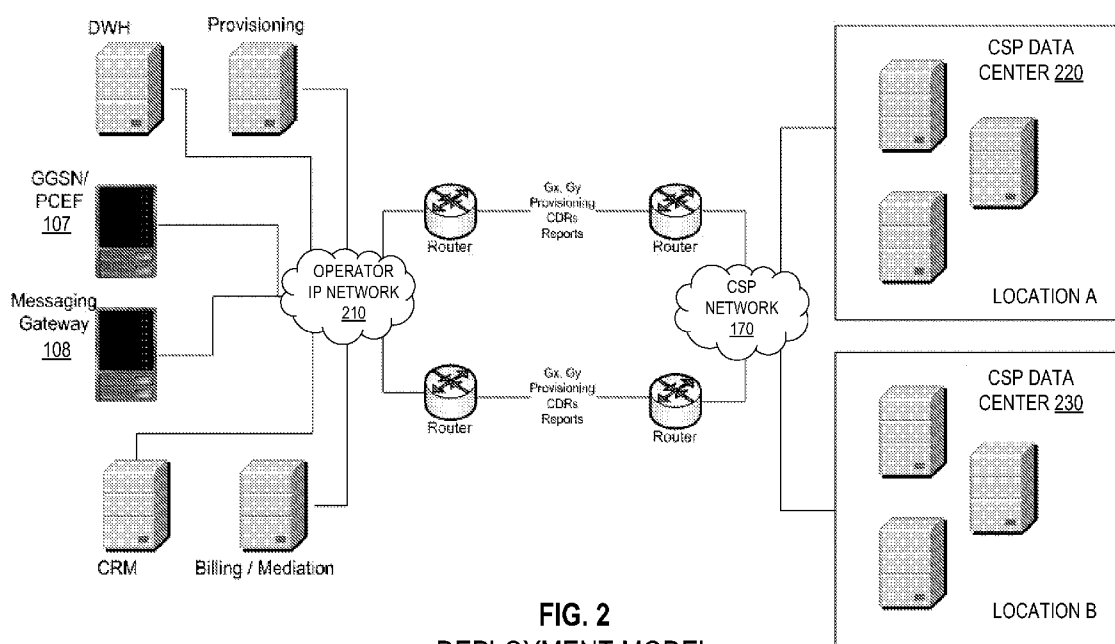 DWH
Provisioning
GGSN/
PCEF
107
Messaging
Gateway
108
CRM
Billing / Mediation
OPERATOR
IP NETWORK
210
Router
Gx, Gy
Provisioning
CDRs
Reports
Router
Router
Gx, Gy
Provisioning
CDRs
Reports
Router
CSP
NETWORK
170
CSP DATA
CENTER 220
LOCATION A
CSP DATA
CENTER 230
LOCATION B
FIG. 2
DEPLOYMENT MODEL